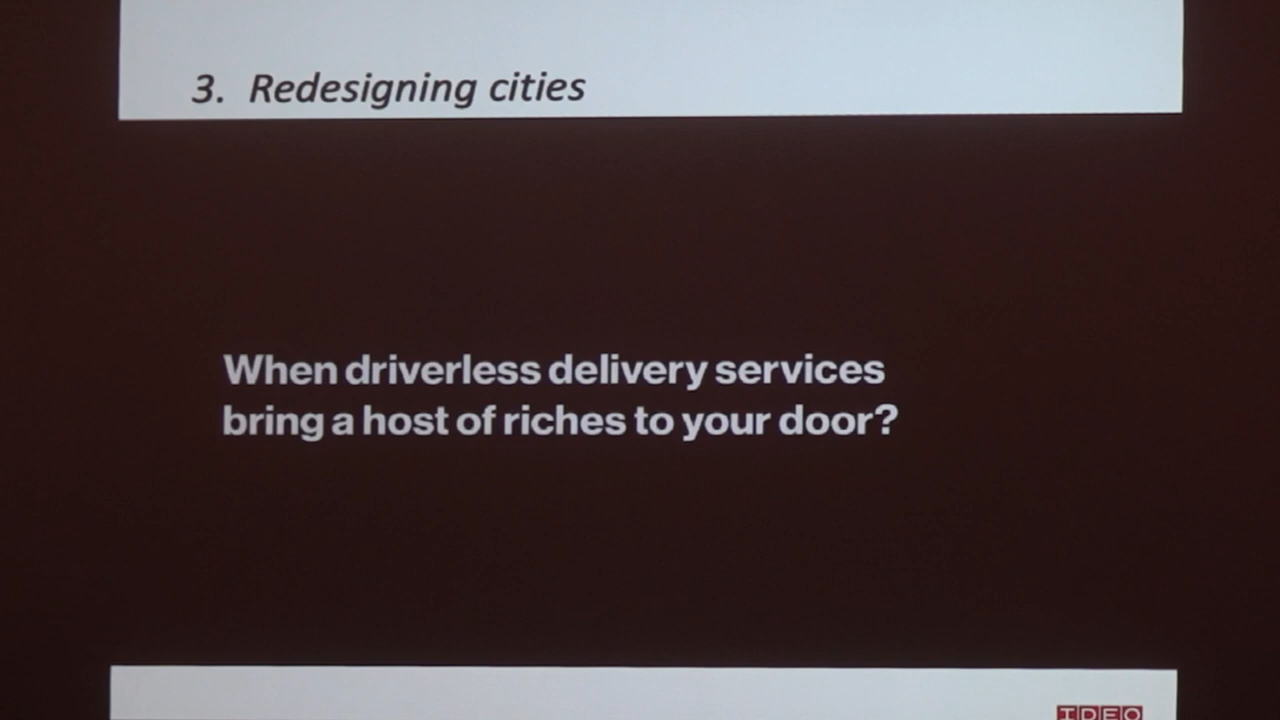 3. Redesigning cities
When driverless delivery services
bring a host of riches to your door?
IDEO